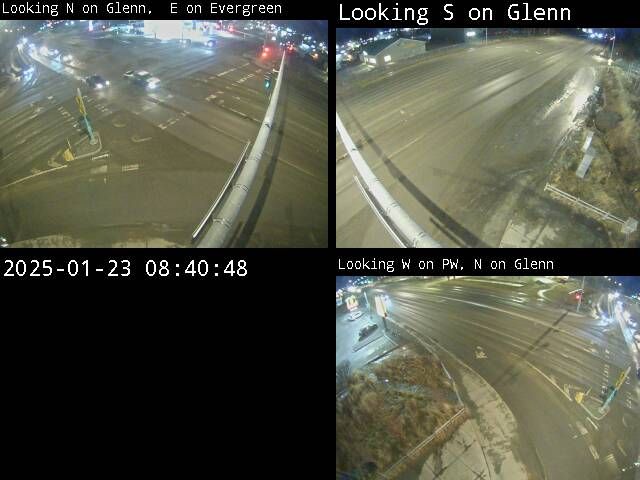 Looking N on Glenn,  E on Evergreen
Looking S on Glenn
2025-01-23 08:40:48
Looking W on PW, N on Glenn